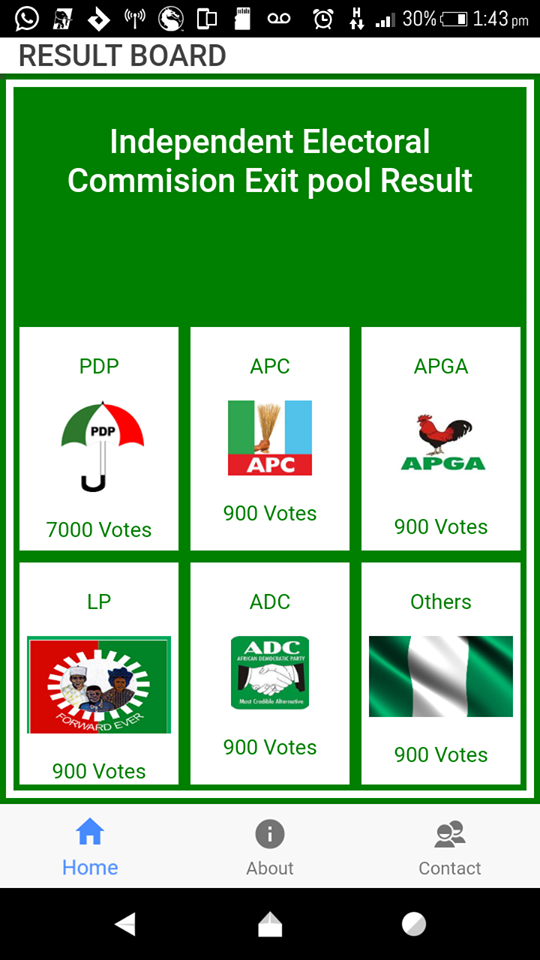 30% 1:43 pm
RESULT BOARD
Independent Electoral
Commision Exit pool Result
PDP
APC
APGA
PDP
APC
APGA
7000 Votes
900 Votes
900 Votes
LP
ADC
Others
FORWARD EVER
ADC
AFRICAN DEMOCRATIC PARTY
Must Credible Alternative
900 Votes
900 Votes
900 Votes
Home
About
Contact